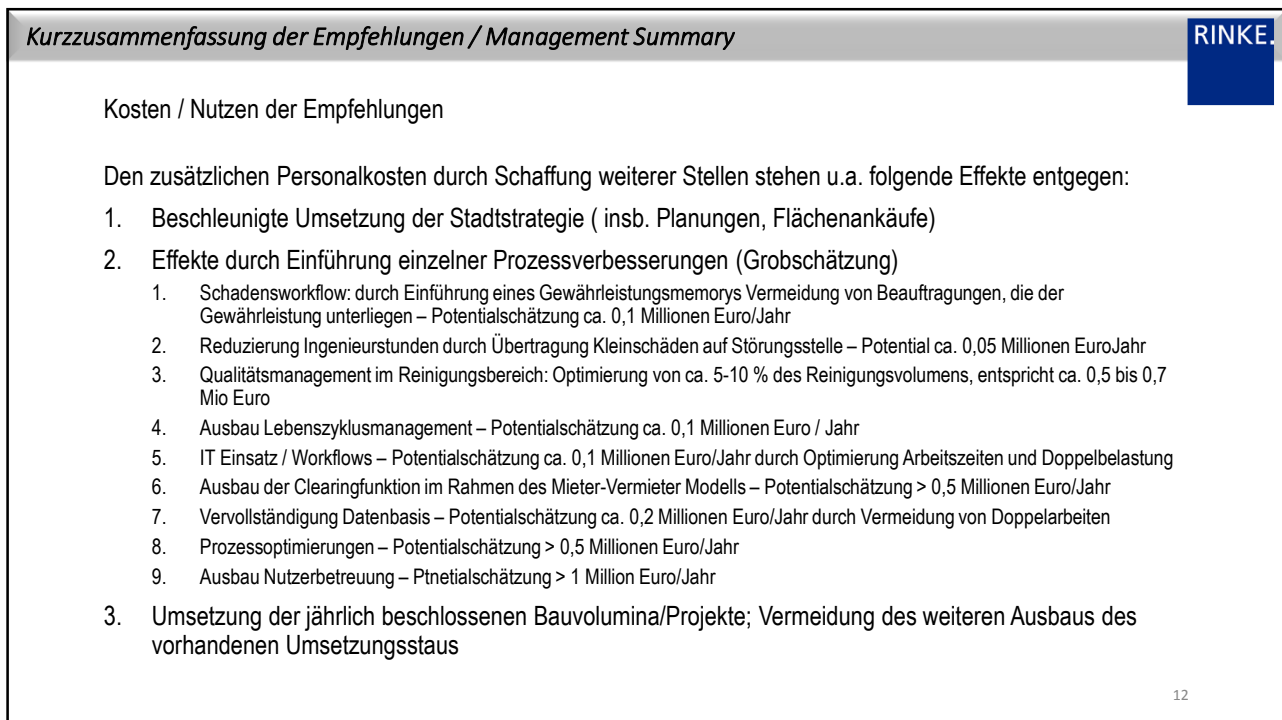 Kurzzusammenfassung der Empfehlungen / Management Summary
RINKE.
Kosten / Nutzen der Empfehlungen
Den zusätzlichen Personalkosten durch Schaffung weiterer Stellen stehen u.a. folgende Effekte entgegen:
1. Beschleunigte Umsetzung der Stadtstrategie ( insb. Planungen, Flächenankäufe)
2. Effekte durch Einführung einzelner Prozessverbesserungen (Grobschätzung)
1. Schadensworkflow: durch Einführung eines Gewährleistungsmemorys Vermeidung von Beauftragungen, die der
Gewährleistung unterliegen – Potentialschätzung ca. 0,1 Millionen Euro/Jahr
2. Reduzierung Ingenieurstunden durch Übertragung Kleinschäden auf Störungsstelle – Potential ca. 0,05 Millionen EuroJahr
3. Qualitätsmanagement im Reinigungsbereich: Optimierung von ca. 5-10 % des Reinigungsvolumens, entspricht ca. 0,5 bis 0,7
Mio Euro
4. Ausbau Lebenszyklusmanagement – Potentialschätzung ca. 0,1 Millionen Euro / Jahr
5. IT Einsatz / Workflows – Potentialschätzung ca. 0,1 Millionen Euro/Jahr durch Optimierung Arbeitszeiten und Doppelbelastung
6. Ausbau der Clearingfunktion im Rahmen des Mieter-Vermieter Modells – Potentialschätzung > 0,5 Millionen Euro/Jahr
7. Vervollständigung Datenbasis – Potentialschätzung ca. 0,2 Millionen Euro/Jahr durch Vermeidung von Doppelarbeiten
8. Prozessoptimierungen – Potentialschätzung > 0,5 Millionen Euro/Jahr
9. Ausbau Nutzerbetreuung – Ptnetialschätzung > 1 Million Euro/Jahr
3. Umsetzung der jährlich beschlossenen Bauvolumina/Projekte; Vermeidung des weiteren Ausbaus des
vorhandenen Umsetzungsstaus
12